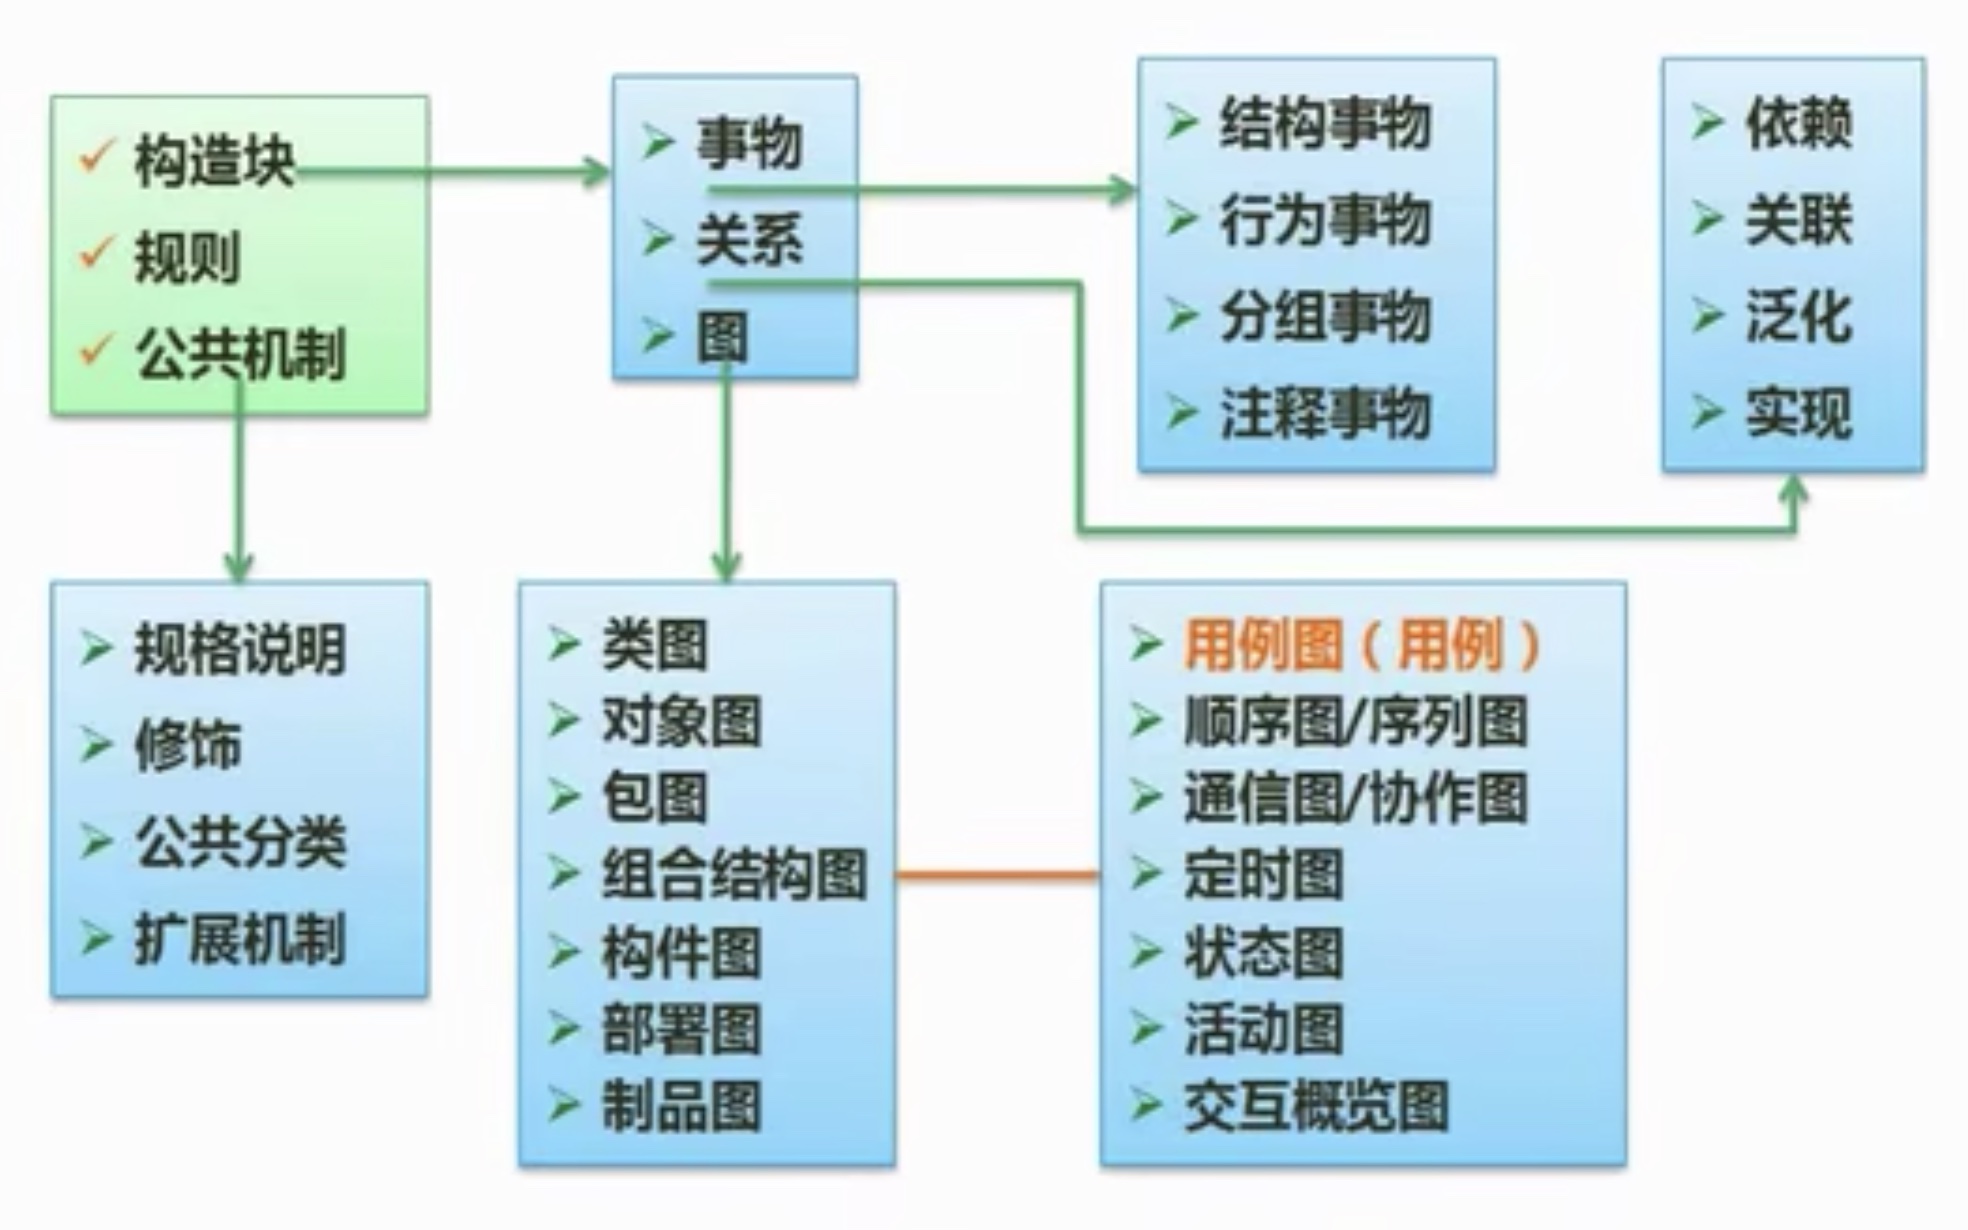 构造块
规则
公共机制
事物
关系
图
结构事物
行为事物
分组事物
注释事物
依赖
关联
泛化
实现
规格说明
修饰
公共分类
扩展机制
类图
对象图
包图
组合结构图
构件图
部署图
制品图
用例图(用例)
顺序图/序列图
通信图/协作图
定时图
状态图
活动图
交互概览图